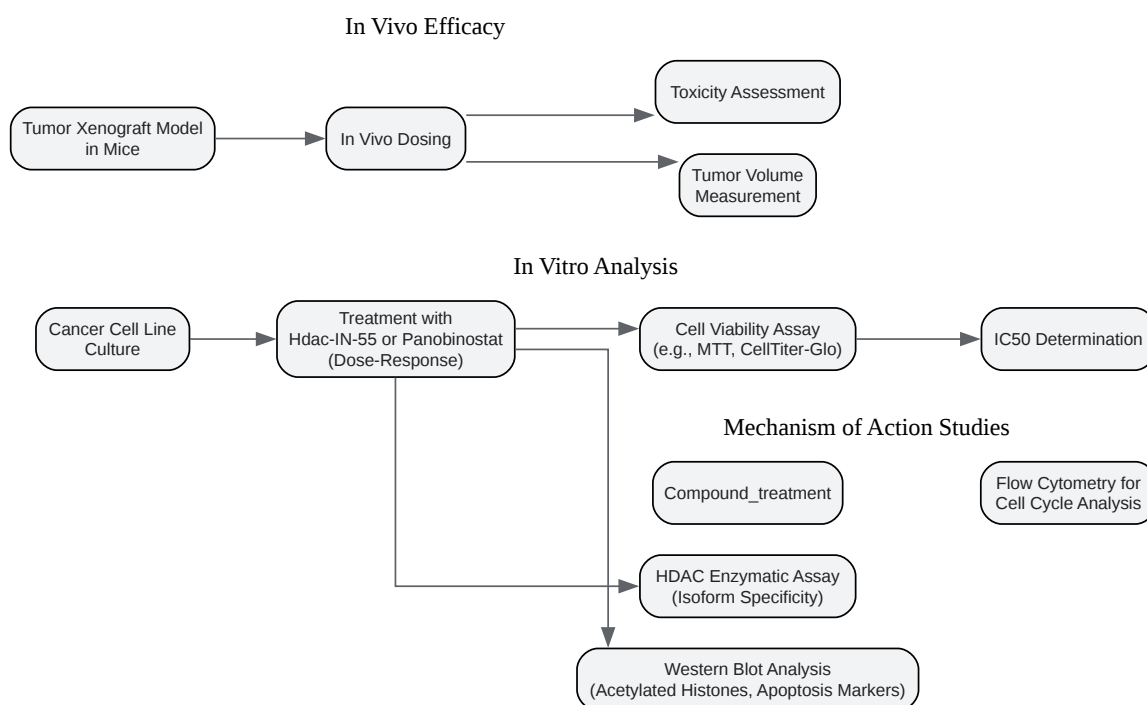 In Vivo Efficacy
Tumor Xenograft Model
in Mice
In Vivo Dosing
Toxicity Assessment
Tumor Volume
Measurement
In Vitro Analysis
Cancer Cell Line
Culture
Treatment with
Hdac-IN-55 or Panobinostat
(Dose-Response)
Cell Viability Assay
(e.g., MTT, CellTiter-Glo)
IC50 Determination
Mechanism of Action Studies
Compound_treatment
Flow Cytometry for
Cell Cycle Analysis
HDAC Enzymatic Assay
(Isoform Specificity)
Western Blot Analysis
(Acetylated Histones, Apoptosis Markers)